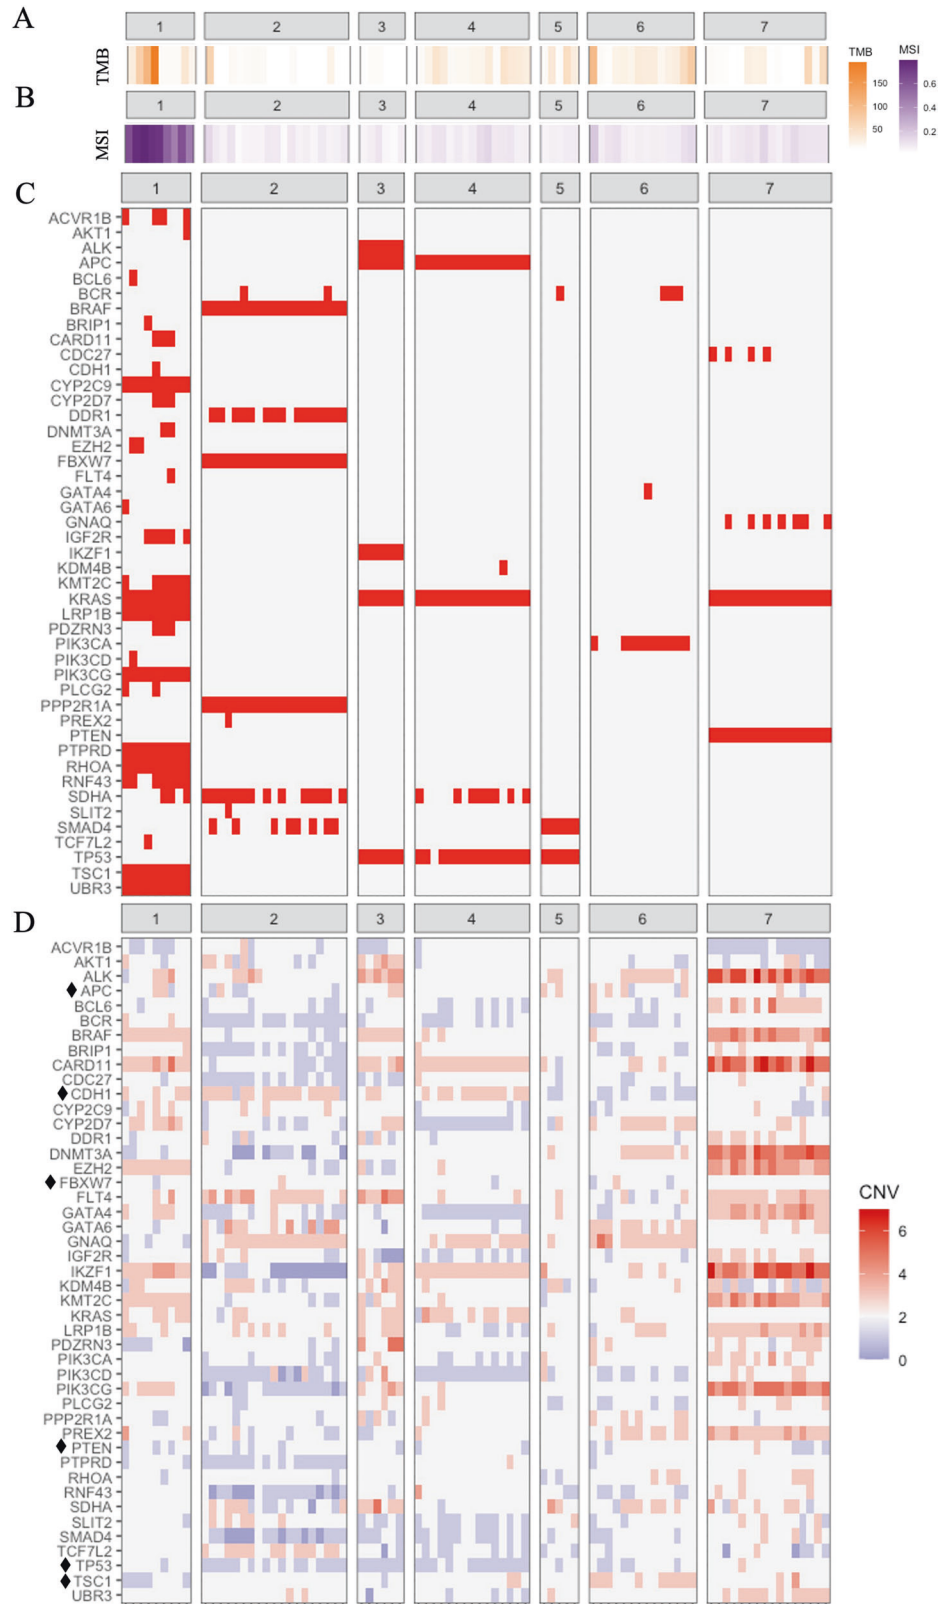 A
1 2 3 4 5 6 7
TMB
TMB
150
100
50
MSI
0.6
0.4
0.2
B
1 2 3 4 5 6 7
MSI
C
1 2 3 4 5 6 7
ACVR1B
AKT1
ALK
APC
BCL6
BCR
BRAF
BRIP1
CARD11
CDC27
CDH1
CYP2C9
CYP2D7
DDR1
DNMT3A
EZH2
FBXW7
FLT4
GATA4
GATA6
GNAQ
IGF2R
IKZF1
KDM4B
KMT2C
KRAS
LRP1B
PDZRN3
PIK3CA
PIK3CD
PIK3CG
PLCG2
PPP2R1A
PREX2
PTEN
PTPRD
RHOA
RNF43
SDHA
SLIT2
SMAD4
TCF7L2
TP53
TSC1
UBR3
D
1 2 3 4 5 6 7
ACVR1B
AKT1
ALK
♦ APC
BCL6
BCR
BRAF
BRIP1
CARD11
CDC27
♦ CDH1
CYP2C9
CYP2D7
DDR1
DNMT3A
EZH2
♦ FBXW7
FLT4
GATA4
GATA6
GNAQ
IGF2R
IKZF1
KDM4B
KMT2C
KRAS
LRP1B
PDZRN3
PIK3CA
PIK3CD
PIK3CG
PLCG2
PPP2R1A
PREX2
♦ PTEN
PTPRD
RHOA
RNF43
SDHA
SLIT2
SMAD4
TCF7L2
♦ TP53
♦ TSC1
UBR3
CNV
6
4
2
0